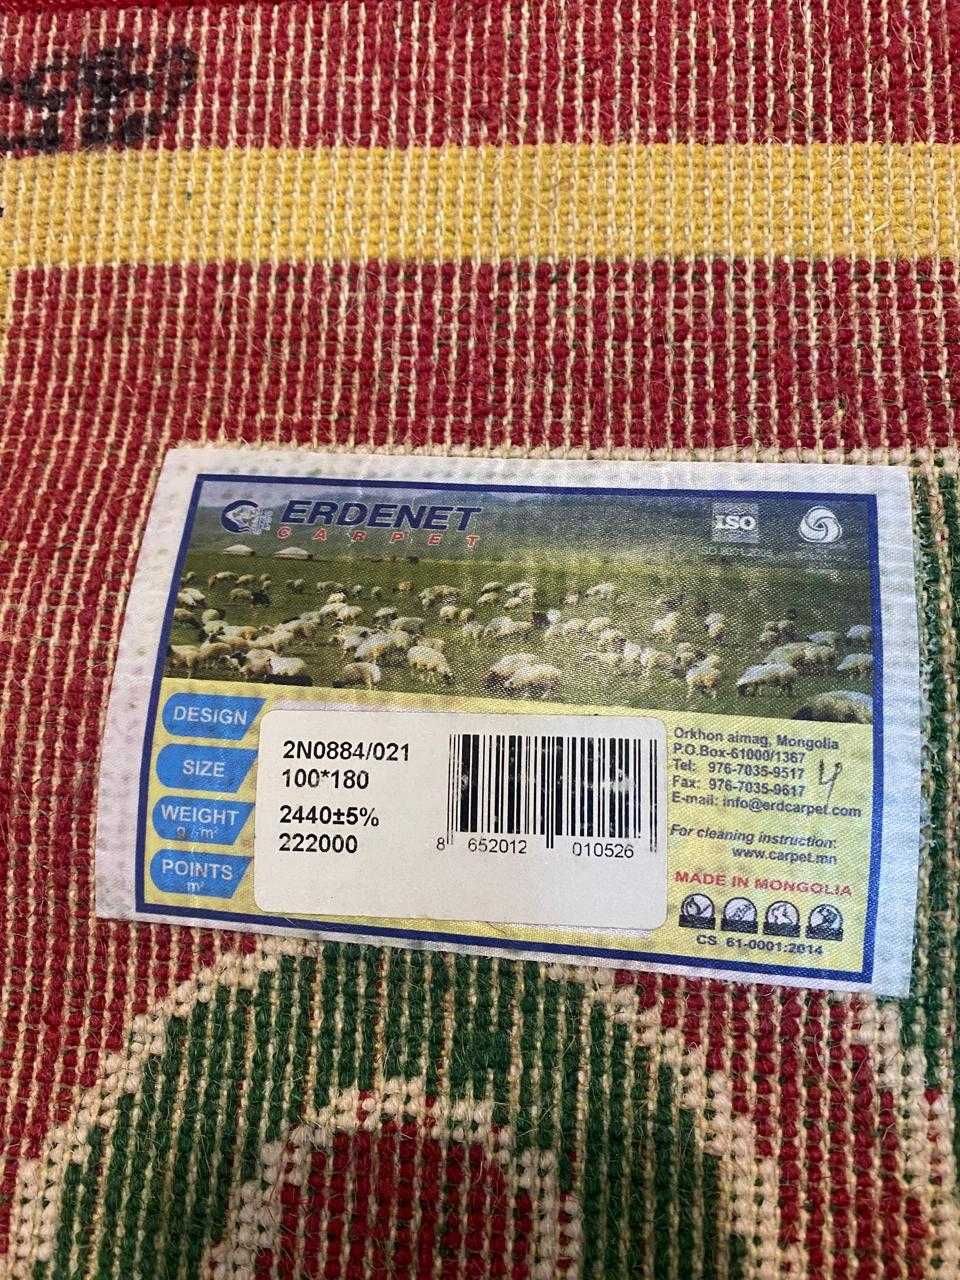 ERDENET
CARPET
ISO
DESIGN
SIZE
WEIGHT
g/m²
POINTS
m²
2N0884/021
100*180
2440±5%
222000
8 652012 010526
Orkhon aimag, Mongolia
P.O.Box-61000/1367
Tel: 976-7035-9517
Fax: 976-7035-9617
E-mail: info@erdcarpet.com
For cleaning instruction:
www.carpet.mn
MADE IN MONGOLIA
CS 61-0001:2014